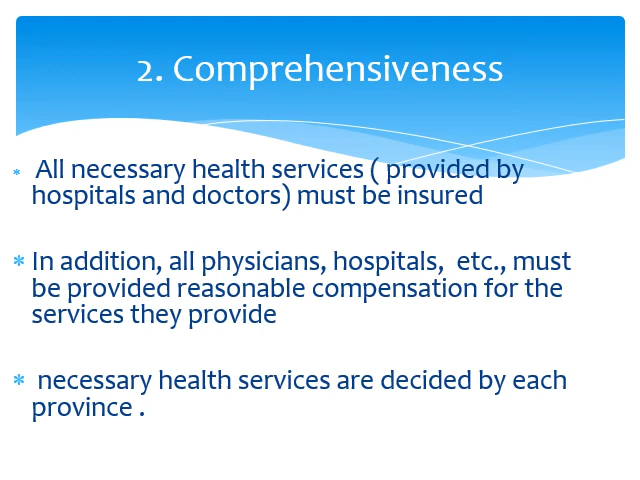 2. Comprehensiveness
* All necessary health services ( provided by
hospitals and doctors) must be insured
* In addition, all physicians, hospitals, etc., must
be provided reasonable compensation for the
services they provide
* necessary health services are decided by each
province .